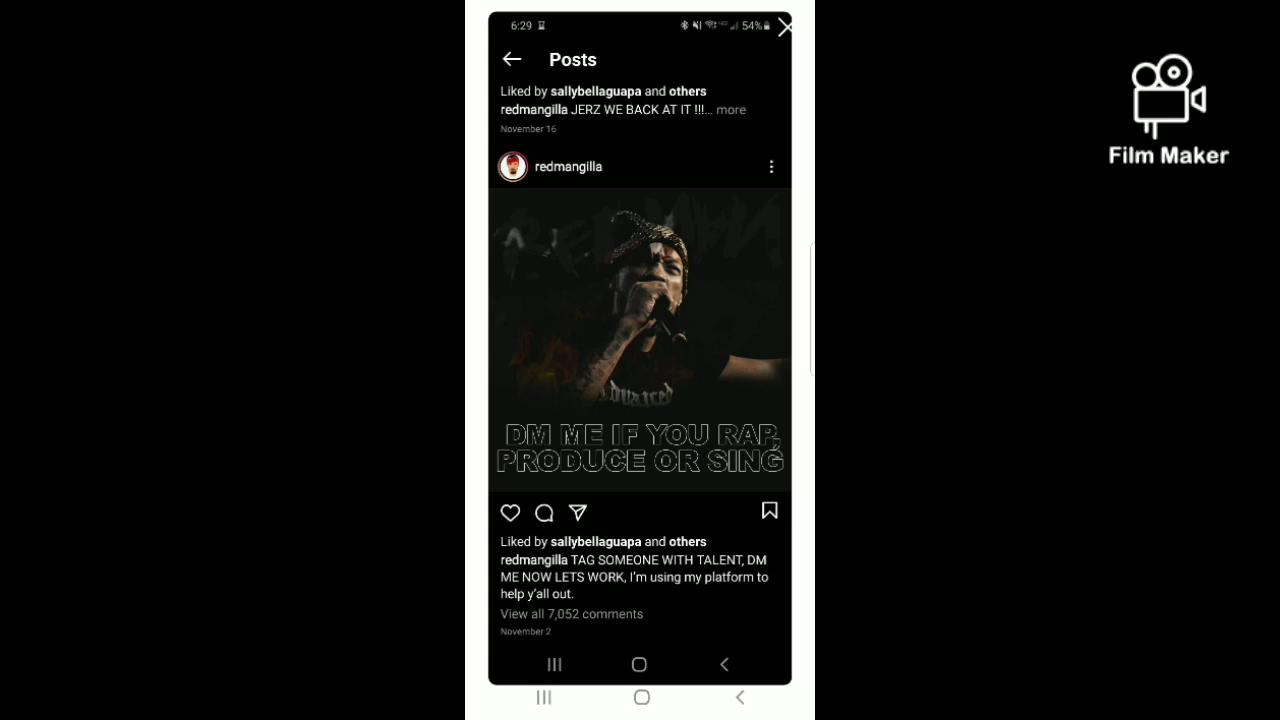 6:29
54%
Posts
Liked by sallybellaguapa and others
redmangilla JERZ WE BACK AT IT !!!... more
November 16
redmangilla
REDMAN
DM ME IF YOU RAP,
PRODUCE OR SING
Liked by sallybellaguapa and others
redmangilla TAG SOMEONE WITH TALENT, DM
ME NOW LETS WORK, I'm using my platform to
help y'all out.
View all 7,052 comments
November 2
Film Maker